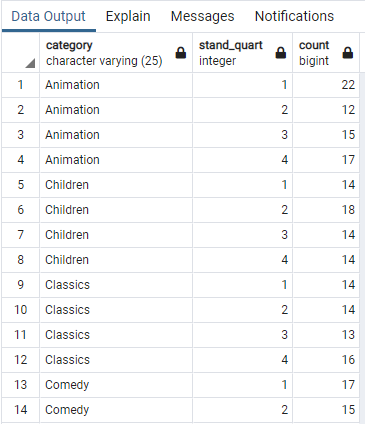 Data Output Explain Messages Notifications
category stand_quart count
character varying (25) integer bigint
1 Animation 1 22
2 Animation 2 12
3 Animation 3 15
4 Animation 4 17
5 Children 1 14
6 Children 2 18
7 Children 3 14
8 Children 4 14
9 Classics 1 14
10 Classics 2 14
11 Classics 3 13
12 Classics 4 16
13 Comedy 1 17
14 Comedy 2 15